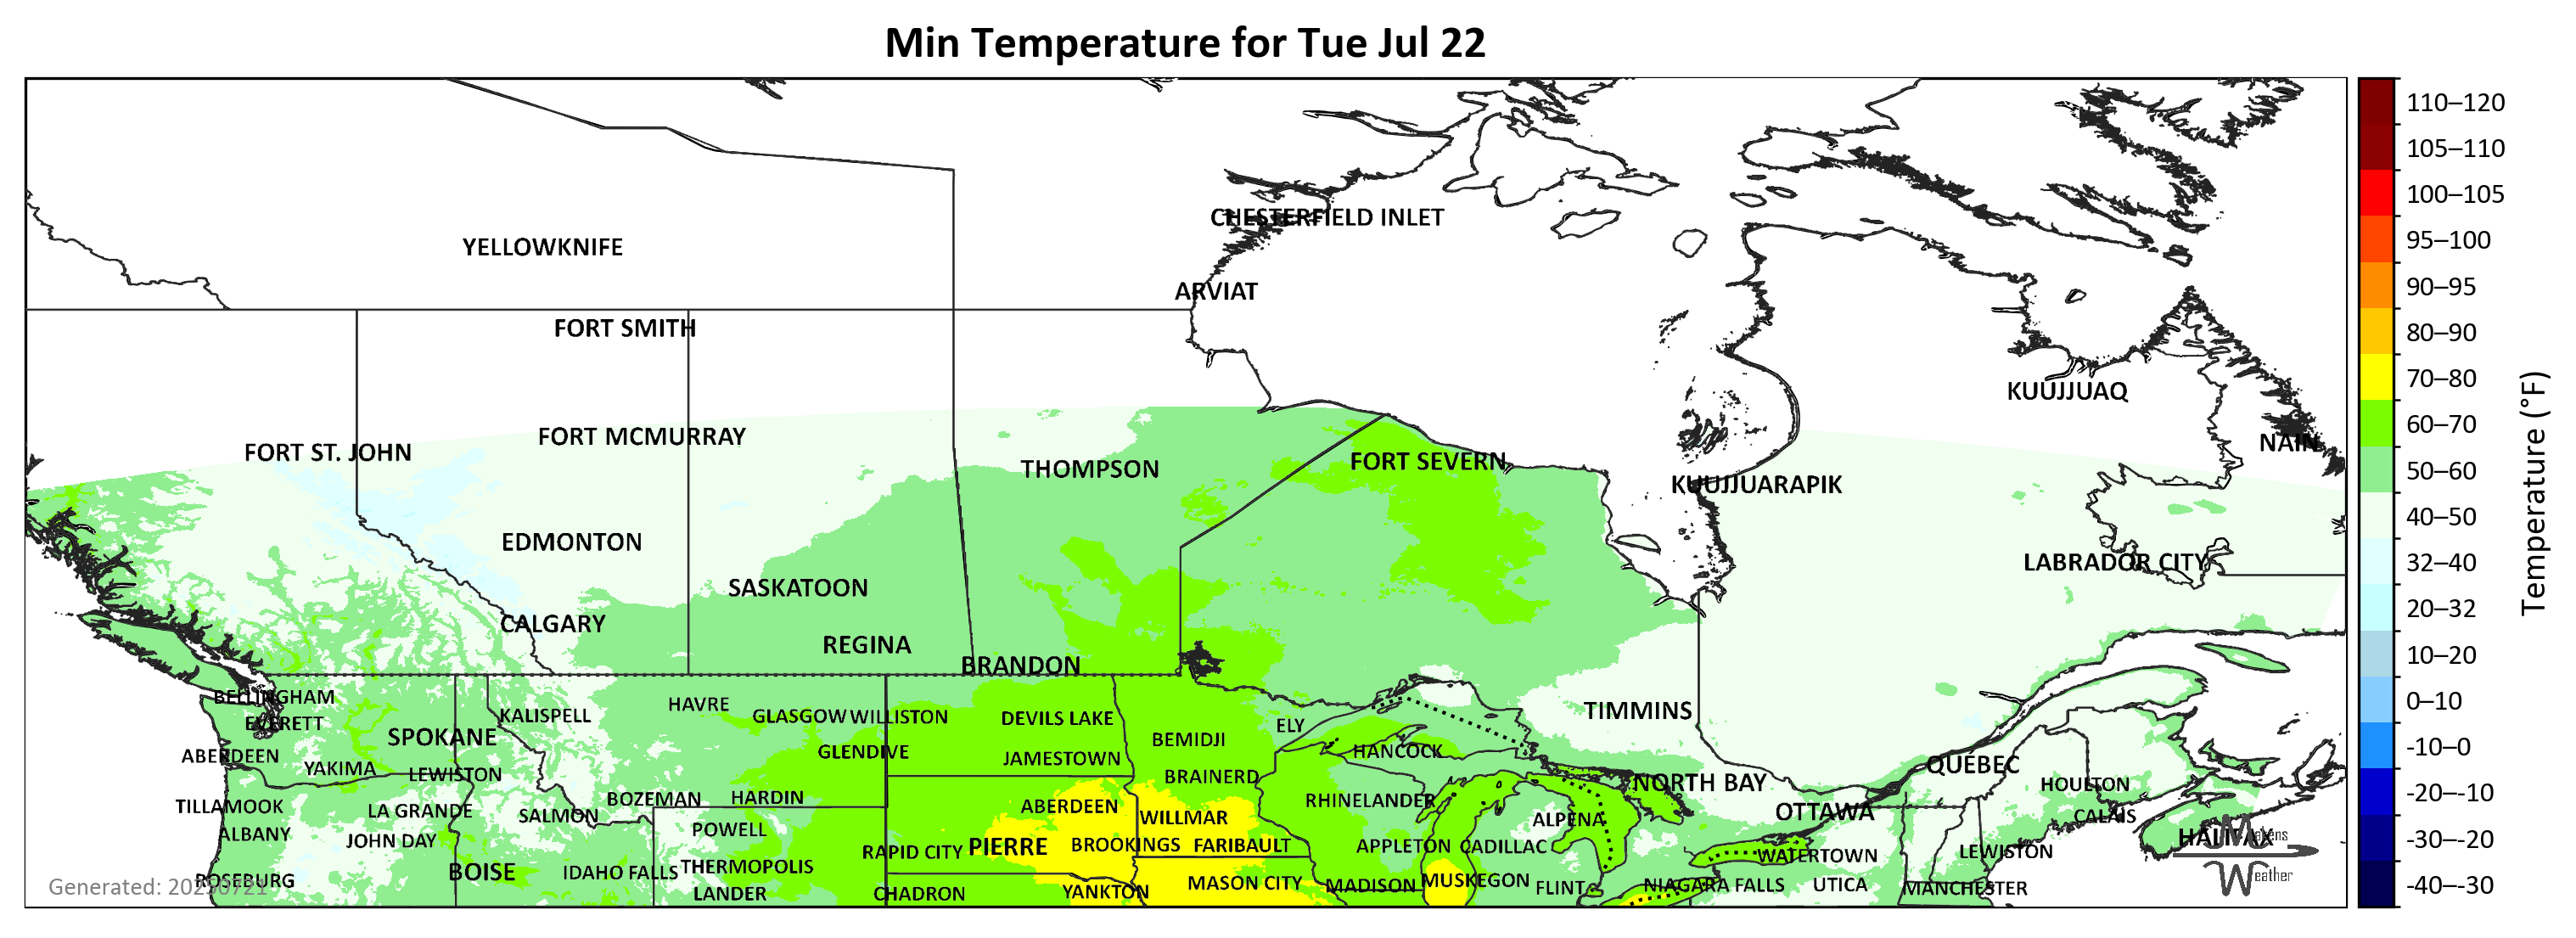 Min Temperature for Tue Jul 22
CHESTERFIELD INLET
YELLOWKNIFE
ARVIAT
FORT SMITH
KUUJJUAQ
FORT MCMURRAY
NAIN
FORT ST. JOHN
FORT SEVERN
THOMPSON
KUUJJUARAPIK
EDMONTON
LABRADOR CITY
SASKATOON
CALGARY
REGINA
BRANDON
BELLINGHAM
HAVRE
KALISPELL
GLASGOW WILLISTON
DEVILS LAKE
TIMMINS
EVERETT
ELY
SPOKANE
BEMIDJI
GLENDIVE
HANCOCK
ABERDEEN
JAMESTOWN
QUÉBEC
YAKIMA
LEWISTON
BRAINERD
NORTH BAY
HOULTON
BOZEMAN
HARDIN
RHINELANDER
TILLAMOOK
LA GRANDE
ABERDEEN
OTTAWA
SALMON
WILLMAR
ALPENA
CALAIS
ALBANY
POWELL
HALIFAX
JOHN DAY
PIERRE
BROOKINGS
FARIBAULT
APPLETON
CADILLAC
RAPID CITY
WATERTOWN
LEWISTON
BOISE
IDAHO FALLS
THERMOPOLIS
ROSEBURG
MASON CITY
MADISON
MUSKEGON
FLINT
NIAGARA FALLS
UTICA
MANCHESTER
LANDER
CHADRON
YANKTON
Generated: 20250721
Makens
Weather
110–120
105–110
100–105
95–100
90–95
80–90
70–80
60–70
50–60
40–50
32–40
20–32
10–20
0–10
-10–0
-20–-10
-30–-20
-40–-30
Temperature (°F)